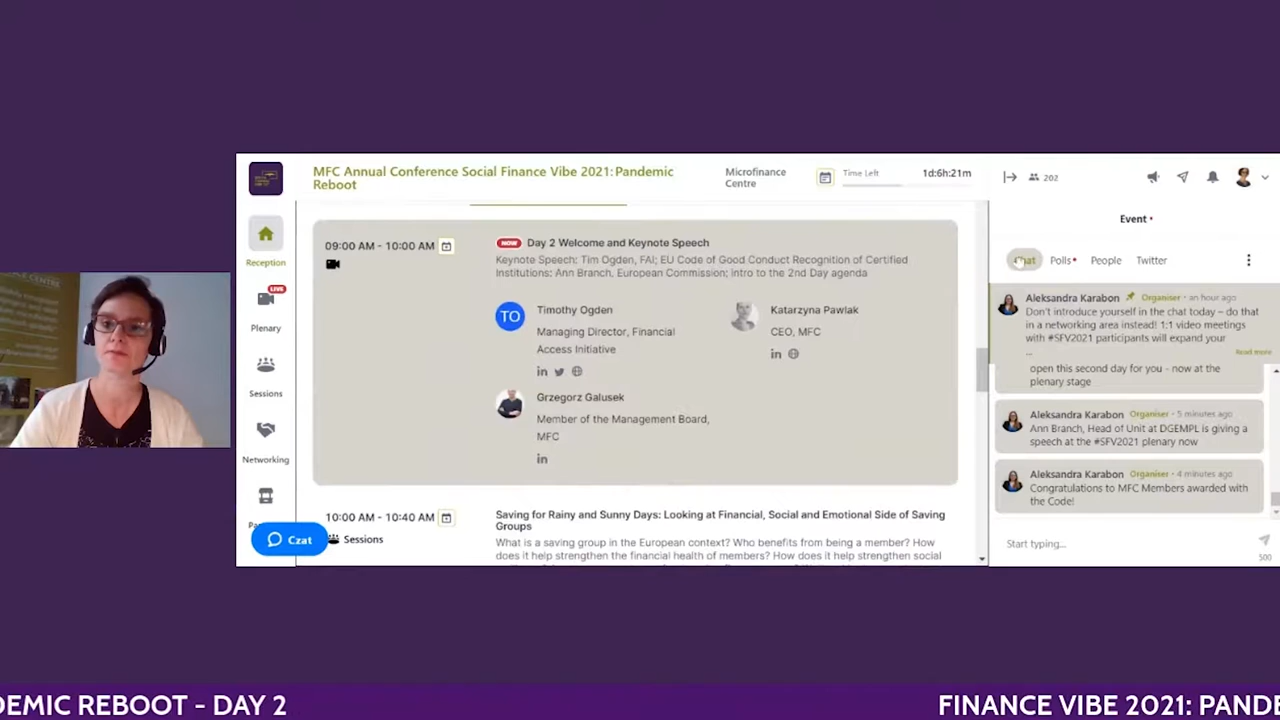 MFC Annual Conference Social Finance Vibe 2021: Pandemic
Reboot
Microfinance
Centre
Time Left
1d:6h:21m
202
Reception
LIVE
Plenary
Sessions
Networking
Czat
09:00 AM - 10:00 AM
NOW Day 2 Welcome and Keynote Speech
Keynote Speech: Tim Ogden, FAI; EU Code of Good Conduct Recognition of Certified
Institutions: Ann Branch, European Commission; Intro to the 2nd Day agenda
TO
Timothy Ogden
Managing Director, Financial
Access Initiative
Katarzyna Pawlak
CEO, MFC
Grzegorz Galusek
Member of the Management Board,
MFC
10:00 AM - 10:40 AM
Sessions
Saving for Rainy and Sunny Days: Looking at Financial, Social and Emotional Side of Saving
Groups
What is a saving group in the European context? Who benefits from being a member? How
does it help strengthen the financial health of members? How does it help strengthen social
Event
Chat
Polls
People
Twitter
Aleksandra Karabon Organiser • an hour ago
Don't introduce yourself in the chat today – do that
in a networking area instead! 1:1 video meetings
with #SFV2021 participants will expand your
...
Read more
open this second day for you - now at the
plenary stage
Aleksandra Karabon Organiser • 5 minutes ago
Ann Branch, Head of Unit at DGEMPL is giving a
speech at the #SFV2021 plenary now
Aleksandra Karabon Organiser • 4 minutes ago
Congratulations to MFC Members awarded with
the Code!
Start typing...
500
DEMIC REBOOT - DAY 2
FINANCE VIBE 2021: PANDE